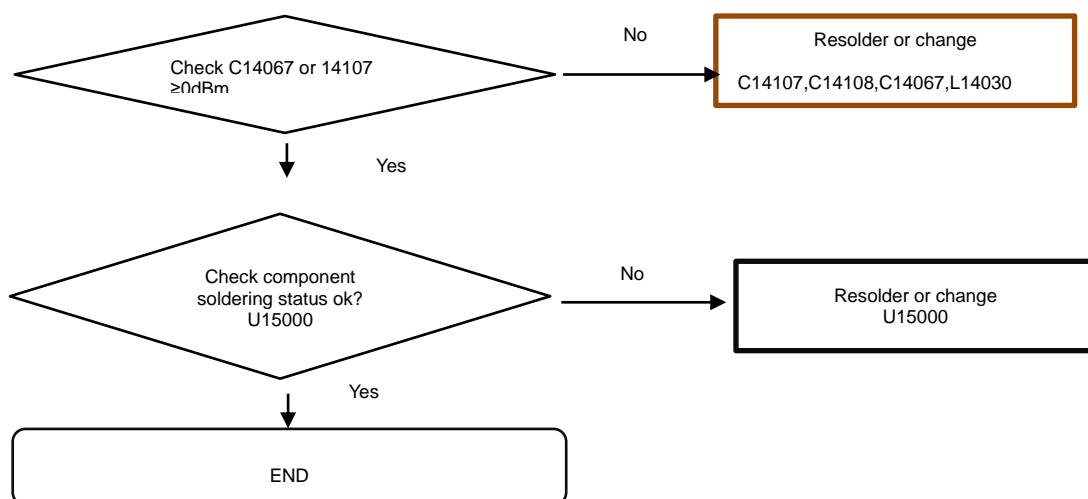 No
Resolder or change
Check C14067 or 14107
C14107,C14108,C14067,L14030
≥0dBm
Yes
Check component
soldering status ok?
U15000
No
Resolder or change
U15000
Yes
END